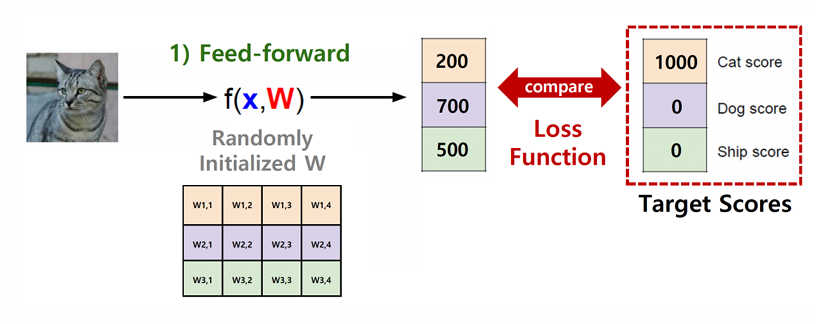 1) Feed-forward
f(x,W)
Randomly
Initialized W
W1,1 W1,2 W1,3 W1,4
W2,1 W2,2 W2,3 W2,4
W3,1 W3,2 W3,3 W3,4
200
700
500
compare
Loss
Function
1000 Cat score
0 Dog score
0 Ship score
Target Scores